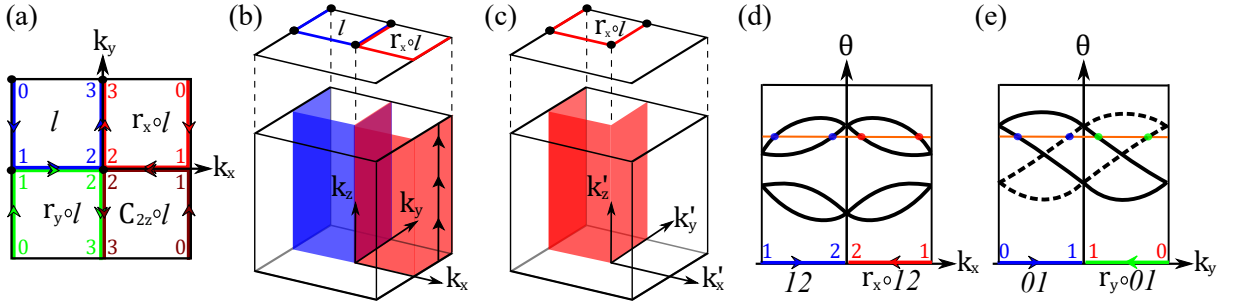 (a)
k_y
0 3 3 0
l r_x∘l
1 2 2 1
k_x
1 2 2 1
r_y∘l C_2z∘l
0 3 3 0
(b)
l r_x∘l
k_z k_y
k_x
(c)
r_x∘l
k'_z k'_y
k'_x
(d)
θ
1 2 2 1
k_x
12 r_x∘12
(e)
θ
0 1 1 0
k_y
01 r_y∘01